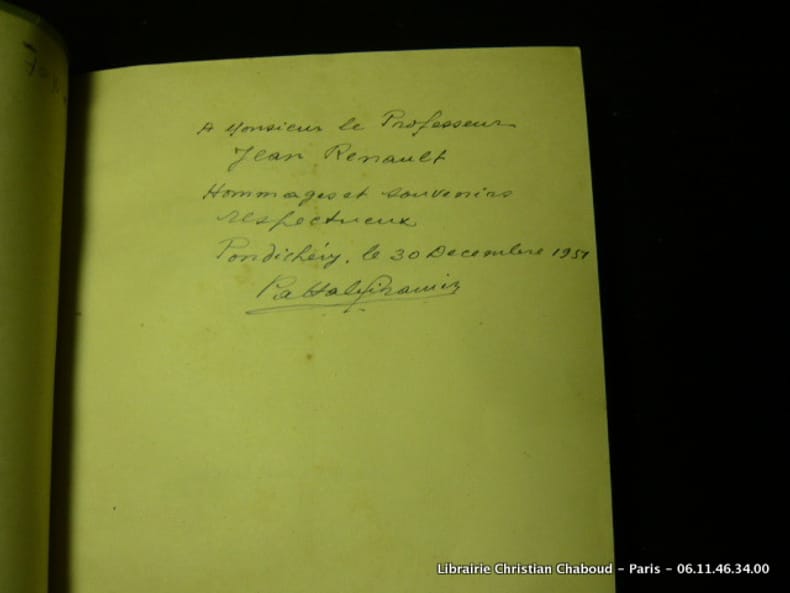 A Monsieur le Professeur
Jean Renault
Hommages et souvenirs
respectueux
Pondichéry, le 30 Decembre 1951
Librairie Christian Chaboud – Paris – 06.11.46.34.00